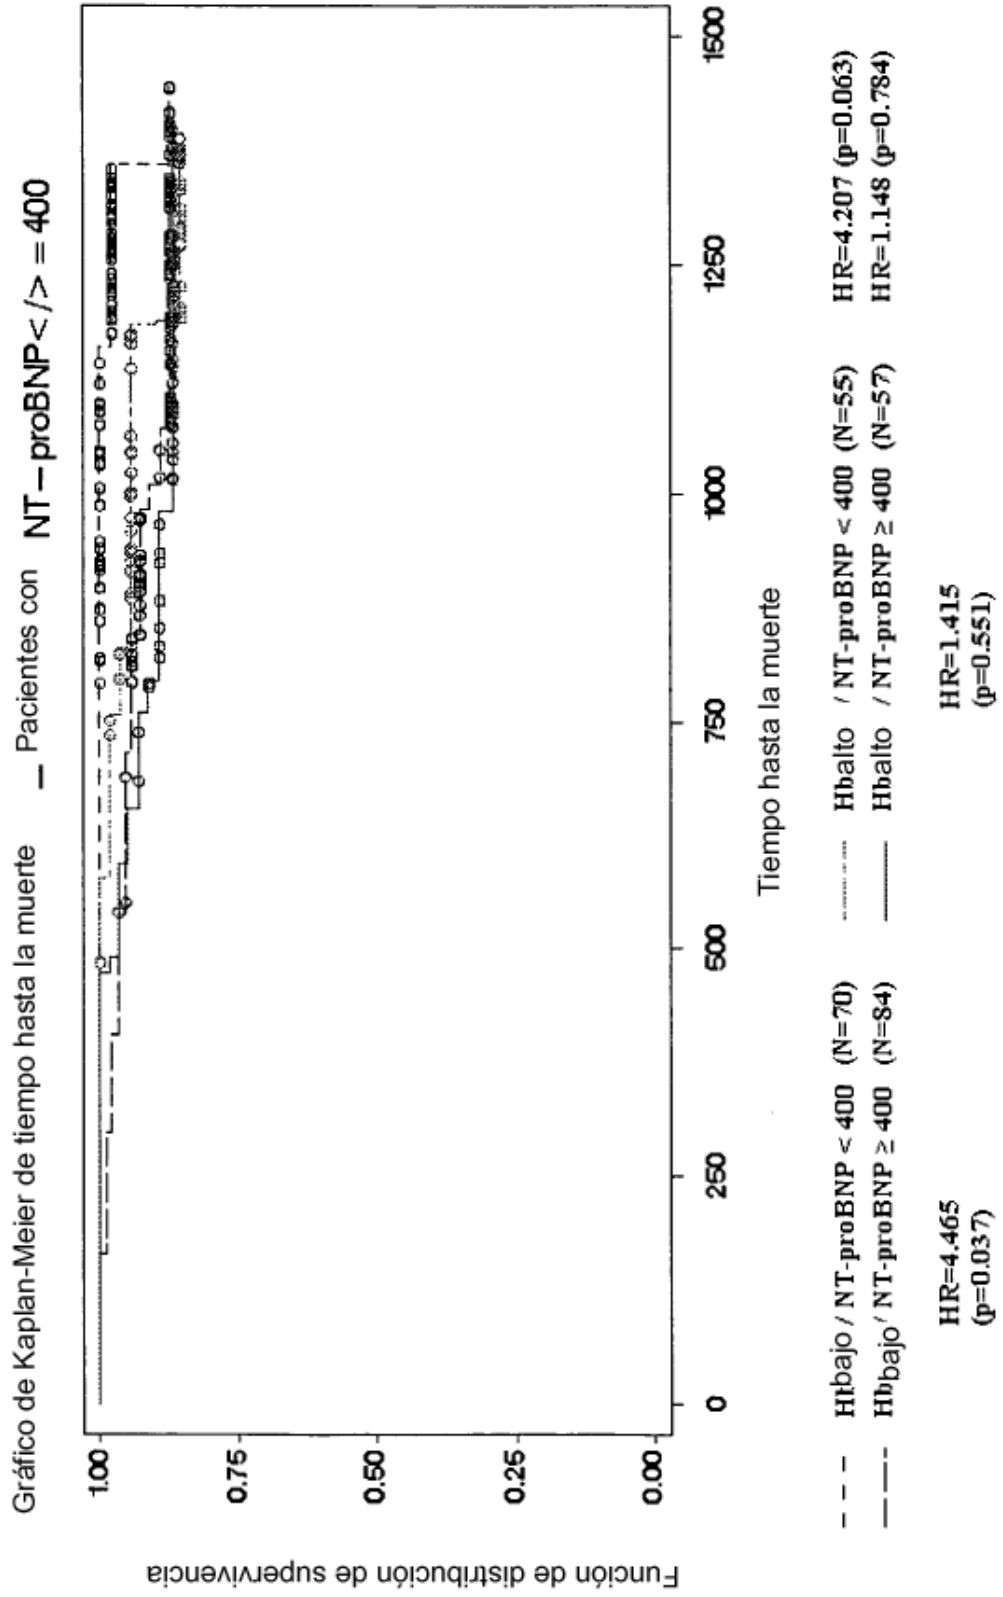 Gráfico de Kaplan-Meier de tiempo hasta la muerte — Pacientes con NT-proBNP</>=400
Función de distribución de supervivencia
1.00
0.75
0.50
0.25
0.00
0 250 500 750 1000 1250 1500
Tiempo hasta la muerte
Hbbajo / NT-proBNP < 400 (N=70) Hbalto / NT-proBNP < 400 (N=55) HR=4.207 (p=0.063)
Hbbajo / NT-proBNP ≥ 400 (N=84) Hbalto / NT-proBNP ≥ 400 (N=57) HR=1.148 (p=0.784)
HR=4.465 HR=1.415
(p=0.037) (p=0.551)